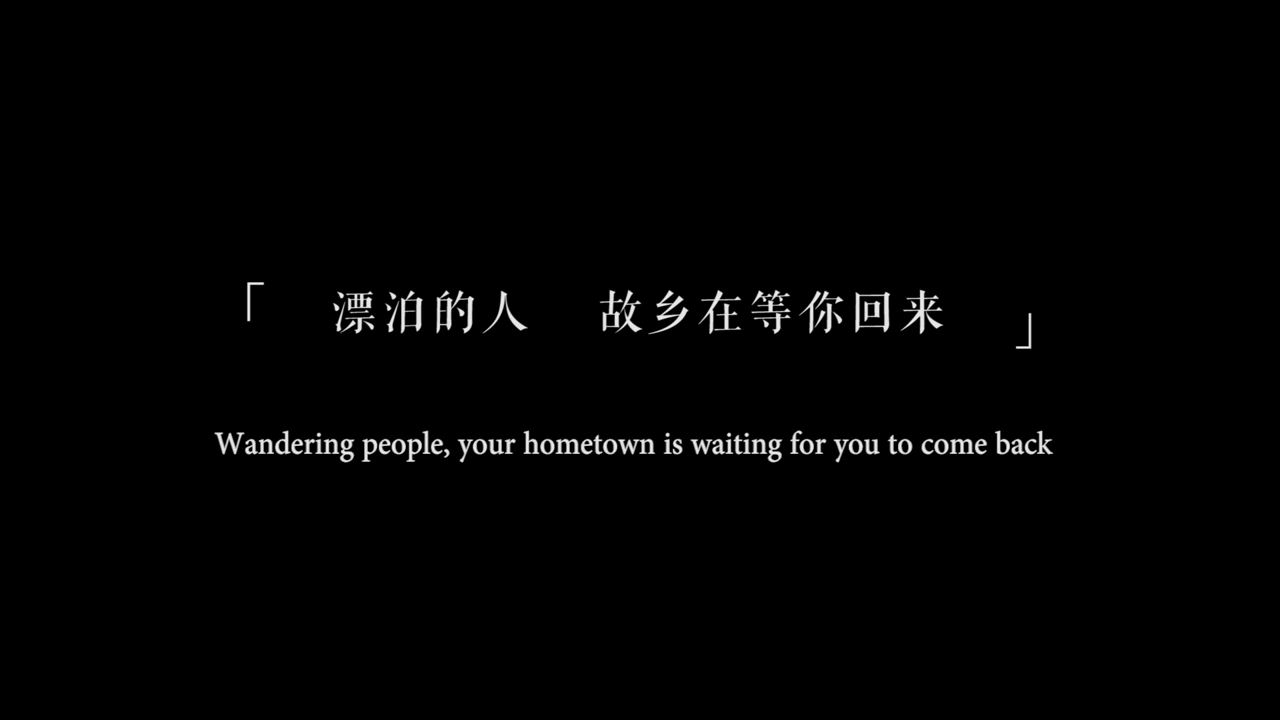 「 漂泊的人 故乡在等你回来 」
Wandering people, your hometown is waiting for you to come back